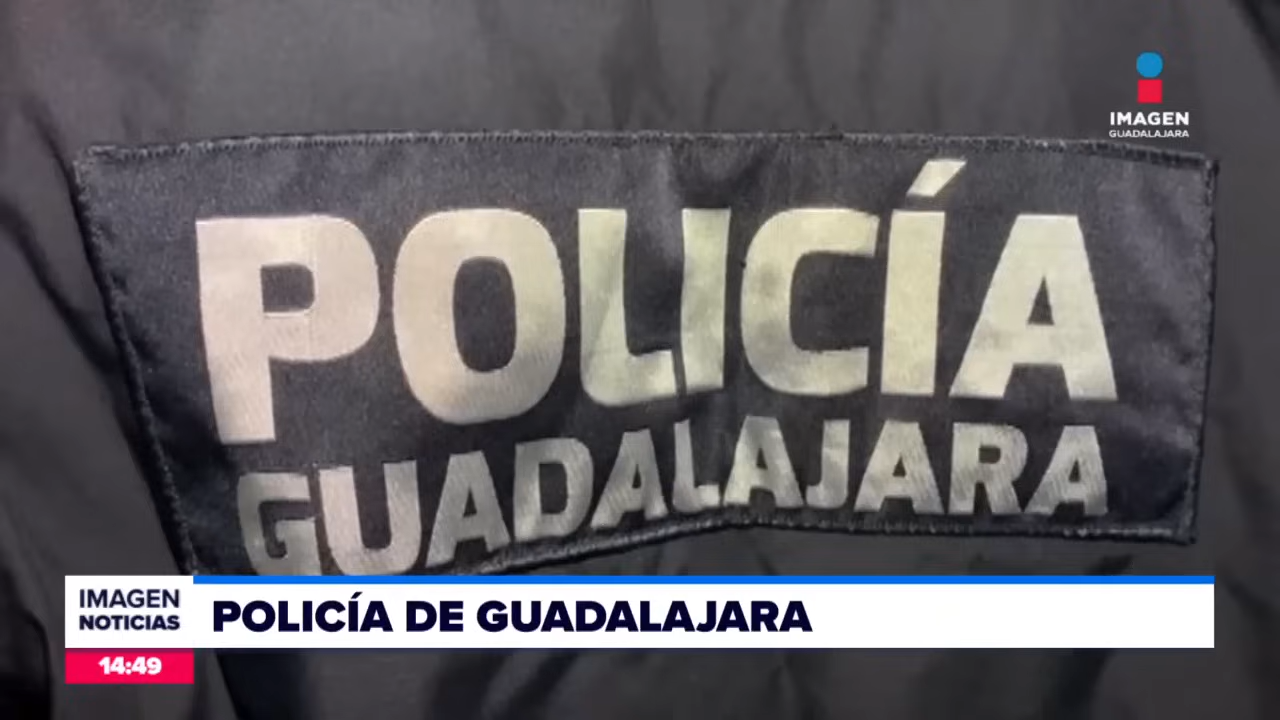 IMAGEN
GUADALAJARA
POLICÍA
GUADALAJARA
IMAGEN
NOTICIAS
POLICÍA DE GUADALAJARA
14:49